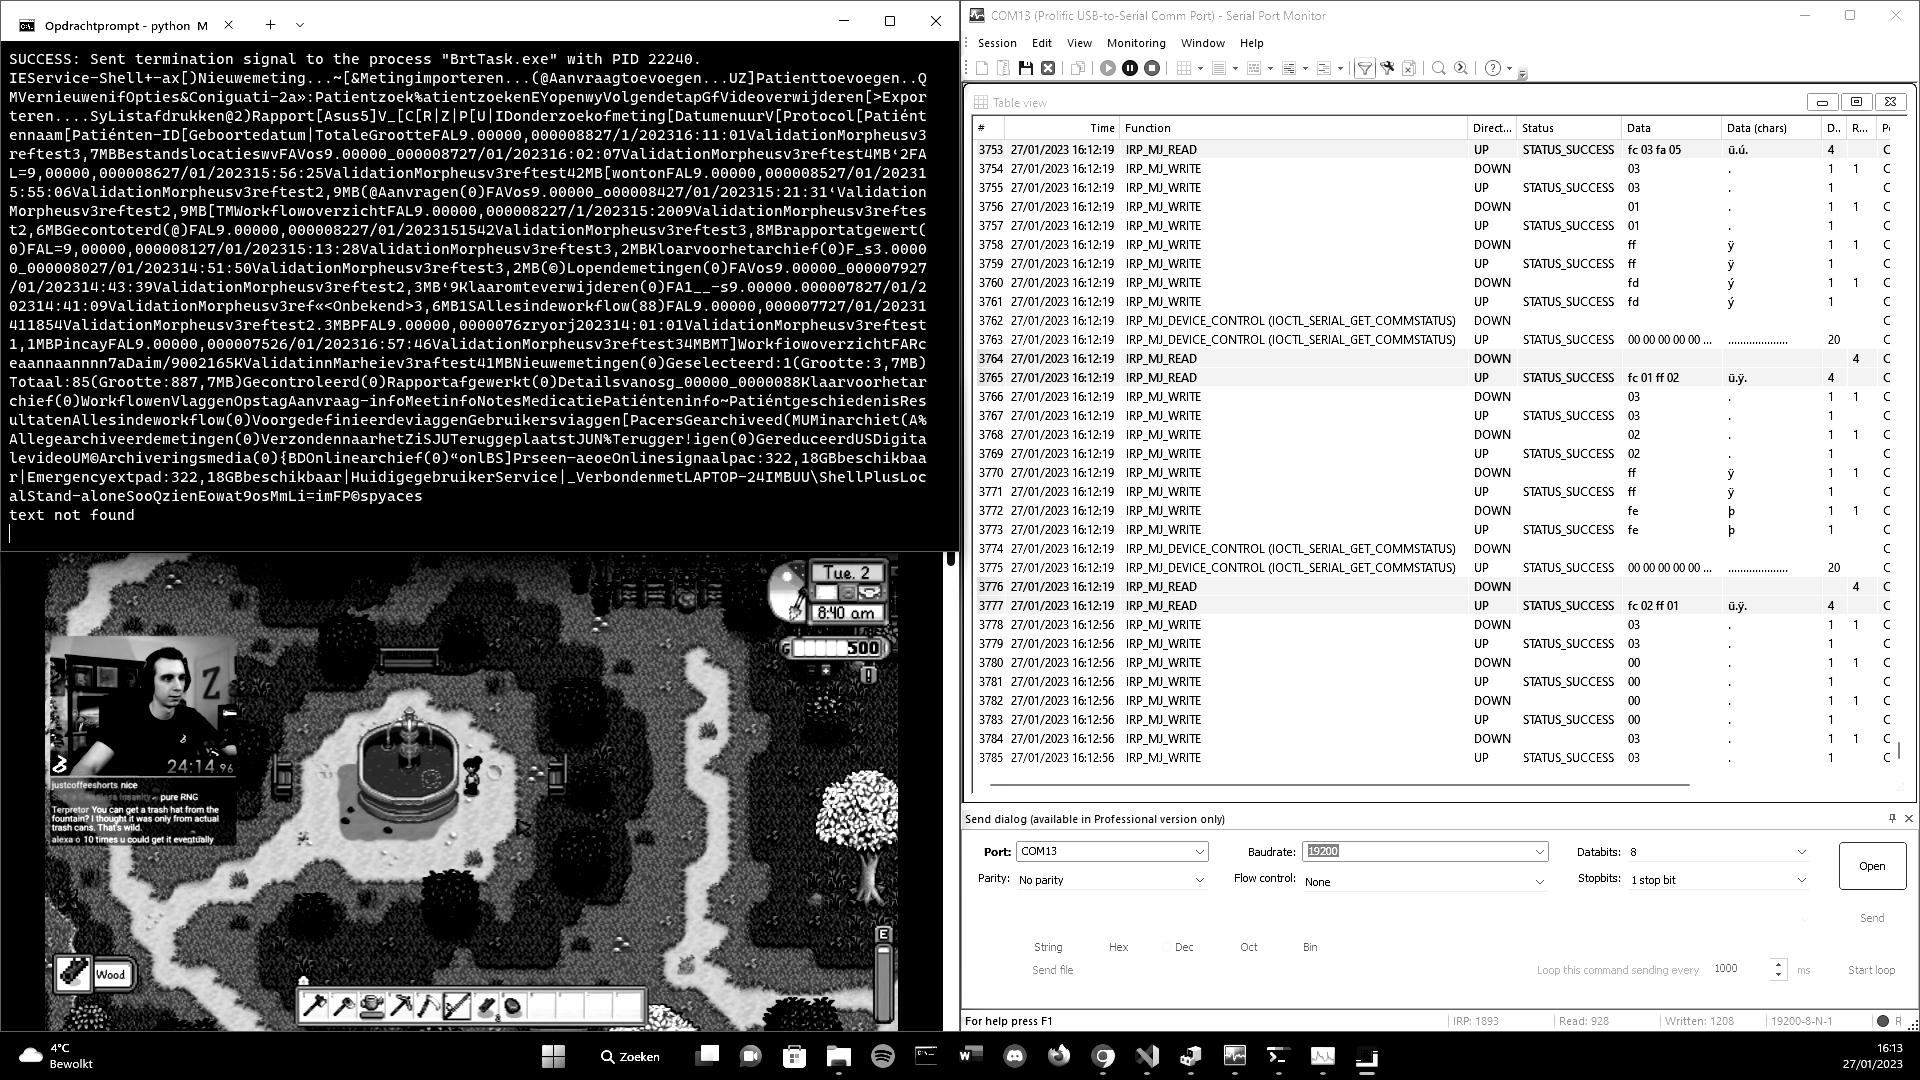 Opdrachtprompt - python  M
SUCCESS: Sent termination signal to the process "BrtTask.exe" with PID 22240.
IEService-Shell+-ax[)Nieuwemeting...~[&Metingimporteren...(@Aanvraagtoevoegen...UZ]Patienttoevoegen..Q
MVernieuwenifOpties&Coniguati-2a»:Patientzoek%atientzoekenEYopenwyVolgendetapGfVideoverwijderen[>Expor
teren....SyListafdrukken@2)Rapport[Asus5]V_[C[R|Z|P[U|IDonderzoekofmeting[DatumenuurV[Protocol[Patiént
ennaam[Patiénten-ID[Geboortedatum|TotaleGrootteFAL9.00000,000008827/1/202316:11:01ValidationMorpheusv3
reftest3,7MBBestandslocatieswvFAVos9.00000_000008727/01/202316:02:07ValidationMorpheusv3reftest4MB‘2FA
L=9,00000,000008627/01/202315:56:25ValidationMorpheusv3reftest42MB[wontonFAL9.00000,000008527/01/20231
5:55:06ValidationMorpheusv3reftest2,9MB(@Aanvragen(0)FAVos9.00000_o00008427/01/202315:21:31‘Validation
Morpheusv3reftest2,9MB[TMWorkflowoverzichtFAL9.00000,000008227/1/202315:2009ValidationMorpheusv3reftes
t2,6MBGecontoterd(@)FAL9.00000,000008227/01/2023151542ValidationMorpheusv3reftest3,8MBrapportatgewert(
0)FAL=9,00000,000008127/01/202315:13:28ValidationMorpheusv3reftest3,2MBKloarvoorhetarchief(0)F_s3.0000
0_000008027/01/202314:51:50ValidationMorpheusv3reftest3,2MB(©)Lopendemetingen(0)FAVos9.00000_000007927
/01/202314:43:39ValidationMorpheusv3reftest2,3MB‘9Klaaromteverwijderen(0)FA1__-s9.00000.000007827/01/2
02314:41:09ValidationMorpheusv3ref«<Onbekend>3,6MB1SAllesindeworkflow(88)FAL9.00000,000007727/01/20231
411854ValidationMorpheusv3reftest2.3MBPFAL9.00000,0000076zryorj202314:01:01ValidationMorpheusv3reftest
1,1MBPincayFAL9.00000,000007526/01/316:57:46ValidationMorpheusv3reftest34MBMT]WorkfiowoverzichtFARc
eaannaannnn7aDaim/9002165KValidatinnMarheiev3raftest41MBNieuwemetingen(0)Geselecteerd:1(Grootte:3,7MB)
Totaal:85(Grootte:887,7MB)Gecontroleerd(0)Rapportafgewerkt(0)Detailsvanosg_00000_0000088Klaarvoorhetar
chief(0)WorkflowenVlaggenOpstagAanvraag-infoMeetinfoNotesMedicatiePatiénteninfo~PatiéntgeschiedenisRes
ultatenAllesindeworkflow(0)VoorgedefinieerdeviaggenGebruikersviaggen[PacersGearchiveed(MUMinarchiet(A%
Allegearchiveerdemetingen(0)VerzondennaarhetZiSJUTeruggeplaatstJUN%Terugger!igen(0)GereduceerdUSDigita
levideoUM©Archiveringsmedia(0){BDOnlinearchief(0)“onlBS]Prseen-aeoeOnlinesignaalpac:322,18GBbeschikbaa
r|Emergencyextpad:322,18GBbeschikbaar|HuidigegebruikerService|_VerbondenmetLAPTOP-24IMBUU\ShellPlusLoc
alStand-aloneSooQzienEowat9osMmLi=imFP©spyaces
text not found
Tue. 2
8:40 am
G 500
Z
24:14.96
justcoffeeshorts nice
pure RNG
Terpretor You can get a trash hat from the
fountain? I thought it was only from actual
trash cans. That's wild.
alexa o 10 times u could get it eventually
E
Wood
COM13 (Prolific USB-to-Serial Comm Port) - Serial Port Monitor
Session Edit View Monitoring Window Help
Table view
# Time Function Direct... Status Data Data (chars) D.. R...
3753 27/01/2023 16:12:19 IRP_MJ_READ UP STATUS_SUCCESS fc 03 fa 05 ü.ú. 4 C
3754 27/01/2023 16:12:19 IRP_MJ_WRITE DOWN 03 . 1 1 C
3755 27/01/2023 16:12:19 IRP_MJ_WRITE UP STATUS_SUCCESS 03 . 1 C
3756 27/01/2023 16:12:19 IRP_MJ_WRITE DOWN 01 . 1 1 C
3757 27/01/2023 16:12:19 IRP_MJ_WRITE UP STATUS_SUCCESS 01 . 1 C
3758 27/01/2023 16:12:19 IRP_MJ_WRITE DOWN ff ÿ 1 1 C
3759 27/01/2023 16:12:19 IRP_MJ_WRITE UP STATUS_SUCCESS ff ÿ 1 C
3760 27/01/2023 16:12:19 IRP_MJ_WRITE DOWN fd ý 1 1 C
3761 27/01/2023 16:12:19 IRP_MJ_WRITE UP STATUS_SUCCESS fd ý 1 C
3762 27/01/2023 16:12:19 IRP_MJ_DEVICE_CONTROL (IOCTL_SERIAL_GET_COMMSTATUS) DOWN C
3763 27/01/2023 16:12:19 IRP_MJ_DEVICE_CONTROL (IOCTL_SERIAL_GET_COMMSTATUS) UP STATUS_SUCCESS 00 00 00 00 00 ... .................... 20 C
3764 27/01/2023 16:12:19 IRP_MJ_READ DOWN 4 C
3765 27/01/2023 16:12:19 IRP_MJ_READ UP STATUS_SUCCESS fc 01 ff 02 ü.ÿ. 4 C
3766 27/01/2023 16:12:19 IRP_MJ_WRITE DOWN 03 . 1 1 C
3767 27/01/2023 16:12:19 IRP_MJ_WRITE UP STATUS_SUCCESS 03 . 1 C
3768 27/01/2023 16:12:19 IRP_MJ_WRITE DOWN 02 . 1 1 C
3769 27/01/2023 16:12:19 IRP_MJ_WRITE UP STATUS_SUCCESS 02 . 1 C
3770 27/01/2023 16:12:19 IRP_MJ_WRITE DOWN ff ÿ 1 1 C
3771 27/01/2023 16:12:19 IRP_MJ_WRITE UP STATUS_SUCCESS ff ÿ 1 C
3772 27/01/2023 16:12:19 IRP_MJ_WRITE DOWN fe þ 1 1 C
3773 27/01/2023 16:12:19 IRP_MJ_WRITE UP STATUS_SUCCESS fe þ 1 C
3774 27/01/2023 16:12:19 IRP_MJ_DEVICE_CONTROL (IOCTL_SERIAL_GET_COMMSTATUS) DOWN C
3775 27/01/2023 16:12:19 IRP_MJ_DEVICE_CONTROL (IOCTL_SERIAL_GET_COMMSTATUS) UP STATUS_SUCCESS 00 00 00 00 00 ... .................... 20 C
3776 27/01/2023 16:12:19 IRP_MJ_READ DOWN 4 C
3777 27/01/2023 16:12:19 IRP_MJ_READ UP STATUS_SUCCESS fc 02 ff 01 ü.ÿ. 4 C
3778 27/01/2023 16:12:56 IRP_MJ_WRITE DOWN 03 . 1 1 C
3779 27/01/2023 16:12:56 IRP_MJ_WRITE UP STATUS_SUCCESS 03 . 1 C
3780 27/01/2023 16:12:56 IRP_MJ_WRITE DOWN 00 . 1 1 C
3781 27/01/2023 16:12:56 IRP_MJ_WRITE UP STATUS_SUCCESS 00 . 1 C
3782 27/01/2023 16:12:56 IRP_MJ_WRITE DOWN 00 . 1 1 C
3783 27/01/2023 16:12:56 IRP_MJ_WRITE UP STATUS_SUCCESS 00 . 1 C
3784 27/01/2023 16:12:56 IRP_MJ_WRITE DOWN 03 . 1 1 C
3785 27/01/2023 16:12:56 IRP_MJ_WRITE UP STATUS_SUCCESS 03 . 1 C
Send dialog (available in Professional version only)
Port: COM13 Baudrate: 19200 Databits: 8 Open
Parity: No parity Flow control: None Stopbits: 1 stop bit
Send
String Hex Dec Oct Bin
Send file Loop this command sending every 1000 ms Start loop
For help press F1 IRP: 1893 Read: 928 Written: 1208 19200-8-N-1 R
4°C
Bewolkt
Zoeken
16:13
27/01/2023